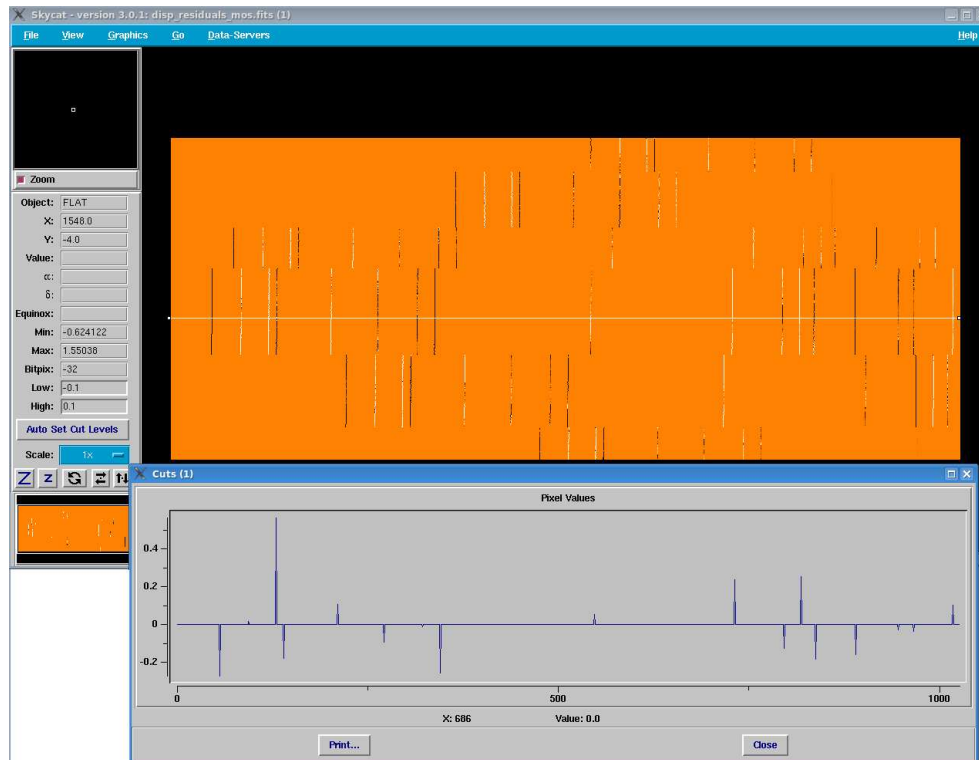 Skycat - version 3.0.1: disp_residuals_mos.fits (1)
File View Graphics Go Data-Servers Help
Zoom
Object: FLAT
X: 1548.0
Y: -4.0
Value:
α:
δ:
Equinox:
Min: -0.624122
Max: 1.55038
Bitpix: -32
Low: -0.1
High: 0.1
Auto Set Cut Levels
Scale: 1x
Z z
Cuts (1)
Pixel Values
0.4
0.2
0
-0.2
0 500 1000
X: 686 Value: 0.0
Print... Close